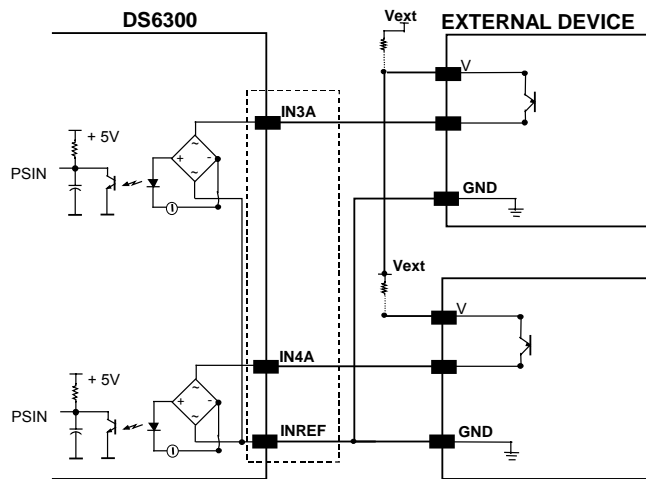 DS6300
Vext
EXTERNAL DEVICE
V
IN3A
+ 5V
PSIN
+
-
~
~
I
GND
Vext
V
IN4A
+ 5V
PSIN
+
-
~
~
I
INREF
GND